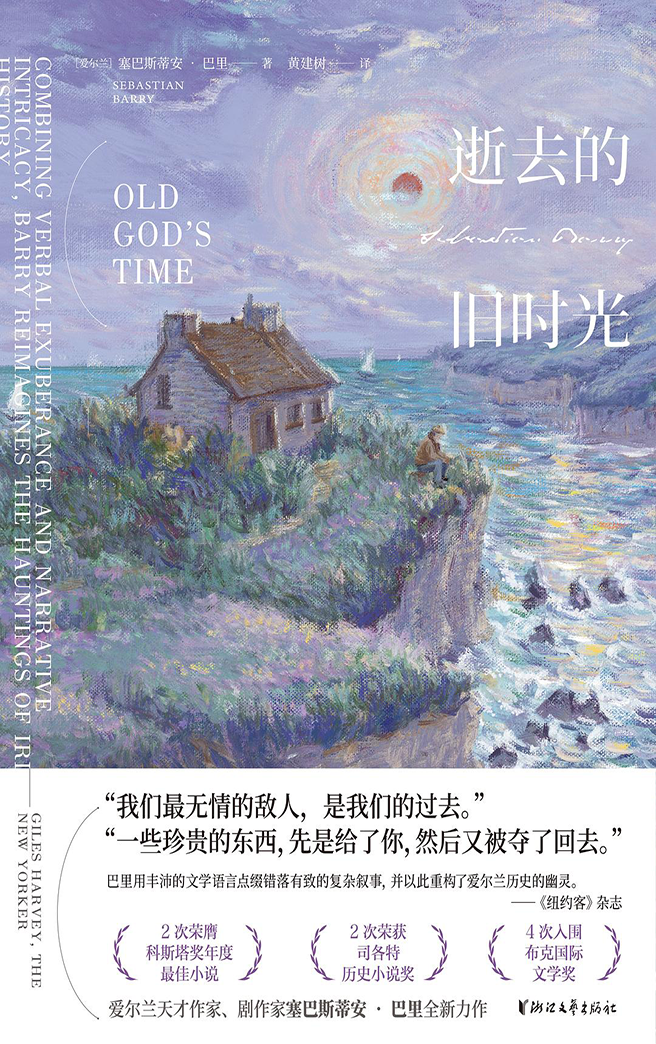 [爱尔兰] 塞巴斯蒂安 · 巴里—— 著 黄建树—— 译
SEBASTIAN
BARRY
逝去的
OLD
GOD'S
TIME
Sebastian Barry
旧时光
COMBINING VERBAL EXUBERANCE AND NARRATIVE
INTRICACY, BARRY REIMAGINES THE HAUNTINGS OF IRI
HISTORY
GILES HARVEY, THE
NEW YORKER
“我们最无情的敌人，是我们的过去。”
“一些珍贵的东西，先是给了你，然后又被夺了回去。”
巴里用丰沛的文学语言点缀错落有致的复杂叙事，并以此重构了爱尔兰历史的幽灵。
——《纽约客》杂志
2 次荣膺
科斯塔奖年度
最佳小说
2 次荣获
司各特
历史小说奖
4 次入围
布克国际
文学奖
爱尔兰天才作家、剧作家塞巴斯蒂安 · 巴里全新力作
浙江文艺出版社